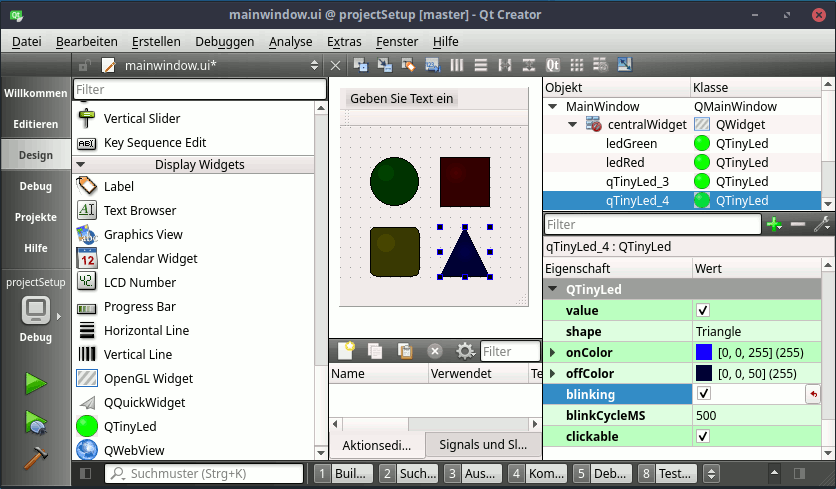 mainwindow.ui @ projectSetup [master] - Qt Creator
Datei Bearbeiten Erstellen Debuggen Analyse Extras Fenster Hilfe
mainwindow.ui*
Willkommen
Editieren
Design
Debug
Projekte
Hilfe
projectSetup
Debug
Filter
Vertical Slider
Key Sequence Edit
Display Widgets
Label
Text Browser
Graphics View
Calendar Widget
LCD Number
Progress Bar
Horizontal Line
Vertical Line
OpenGL Widget
QQuickWidget
QTinyLed
QWebView
Geben Sie Text ein
Filter
Name Verwendet Te
Aktionsedi... Signals und Sl...
Objekt Klasse
MainWindow QMainWindow
centralWidget QWidget
ledGreen QTinyLed
ledRed QTinyLed
qTinyLed_3 QTinyLed
qTinyLed_4 QTinyLed
Filter
qTinyLed_4 : QTinyLed
Eigenschaft Wert
QTinyLed
value
shape Triangle
onColor [0, 0, 255] (255)
offColor [0, 0, 50] (255)
blinking
blinkCycleMS 500
clickable
Suchmuster (Strg+K) 1 Buil... 2 Such... 3 Aus... 4 Kom... 5 Deb... 8 Test...